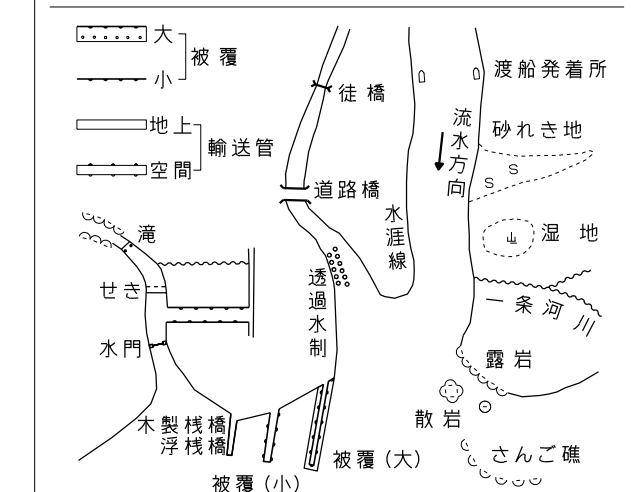 大
被覆
小
地上
輸送管
空間
徒橋
渡船発着所
流水方向
砂れき地
道路橋
水涯線
湿地
滝
せき
透過水制
一条河川
水門
露岩
散岩
木製桟橋
浮桟橋
さんご礁
被覆(大)
被覆(小)